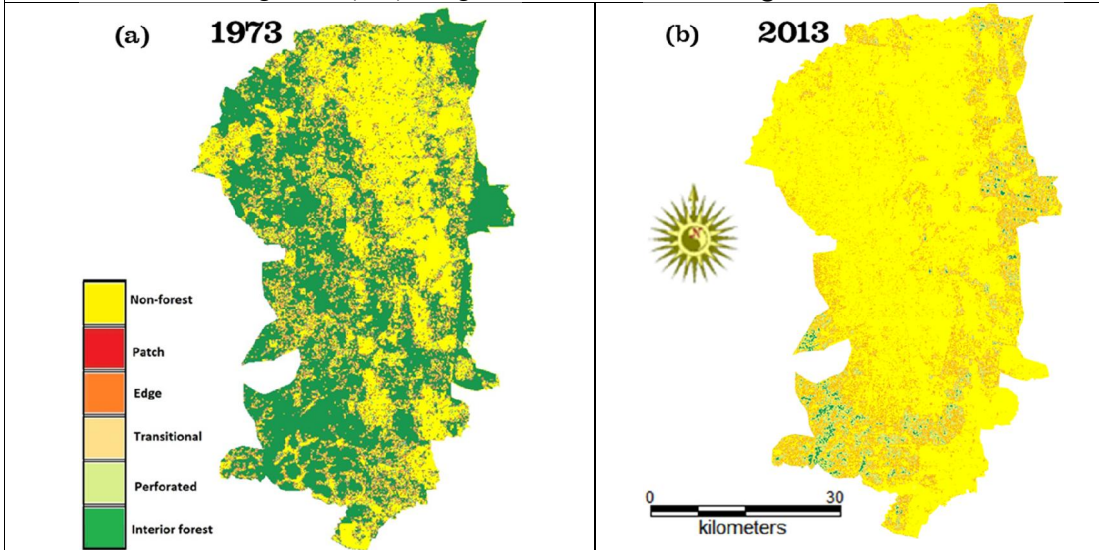 (a) 1973
Non-forest
Patch
Edge
Transitional
Perforated
Interior forest
(b) 2013
0 30
kilometers